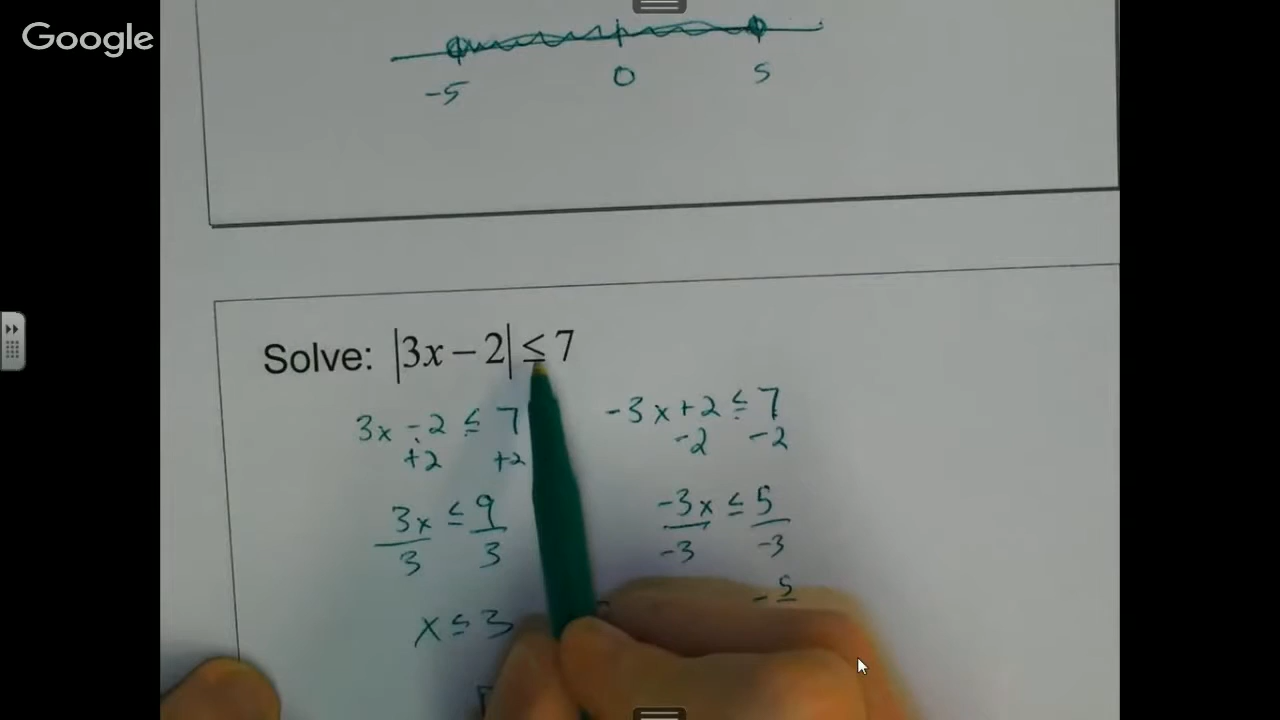 Google
-5 0 5
Solve: |3x − 2| ≤ 7
3x - 2 ≤ 7
+2 +2
3x ≤ 9
3 3
x ≤ 3
-3x + 2 ≤ 7
-2 -2
-3x ≤ 5
-3 -3
-5